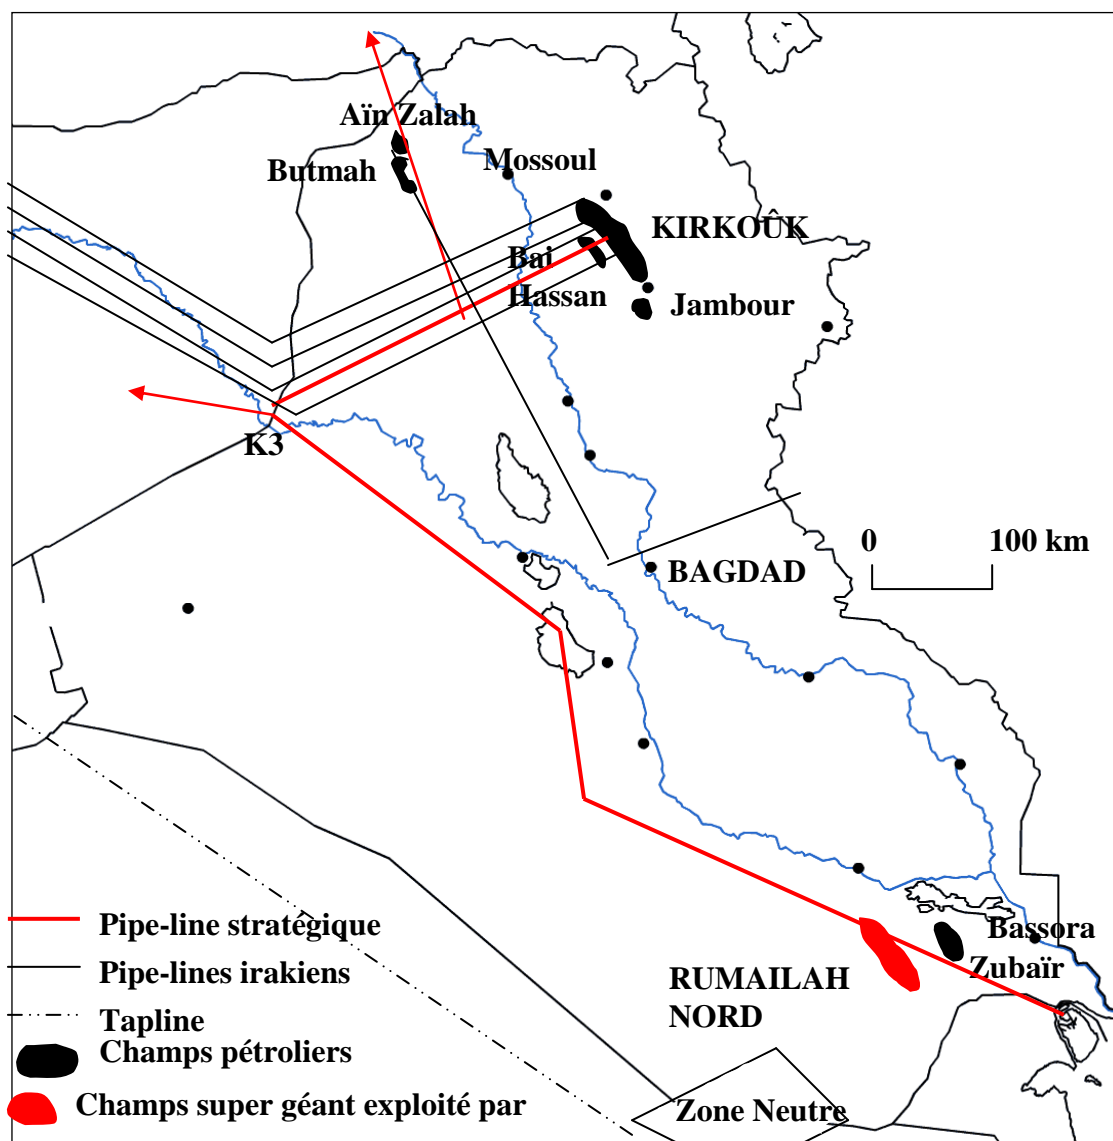 Aïn Zalah
Mossoul
Butmah
KIRKOÛK
Bai
Hassan
Jambour
K3
0 100 km
BAGDAD
Pipe-line stratégique
Bassora
Zubaïr
Pipe-lines irakiens
RUMAILAH
NORD
Tapline
Champs pétroliers
Champs super géant exploité par
Zone Neutre